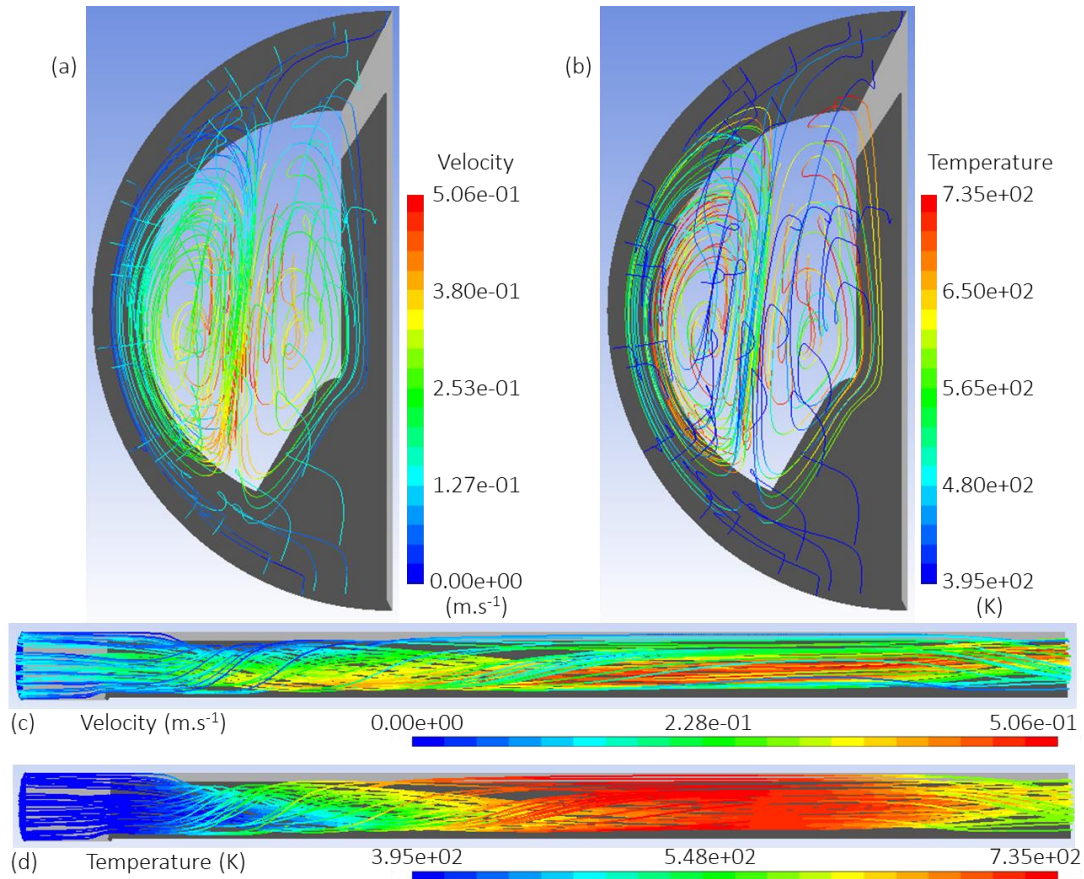 (a)
Velocity
5.06e-01
3.80e-01
2.53e-01
1.27e-01
0.00e+00
(m.s⁻¹)
(b)
Temperature
7.35e+02
6.50e+02
5.65e+02
4.80e+02
3.95e+02
(K)
(c) Velocity (m.s⁻¹) 0.00e+00 2.28e-01 5.06e-01
(d) Temperature (K) 3.95e+02 5.48e+02 7.35e+02